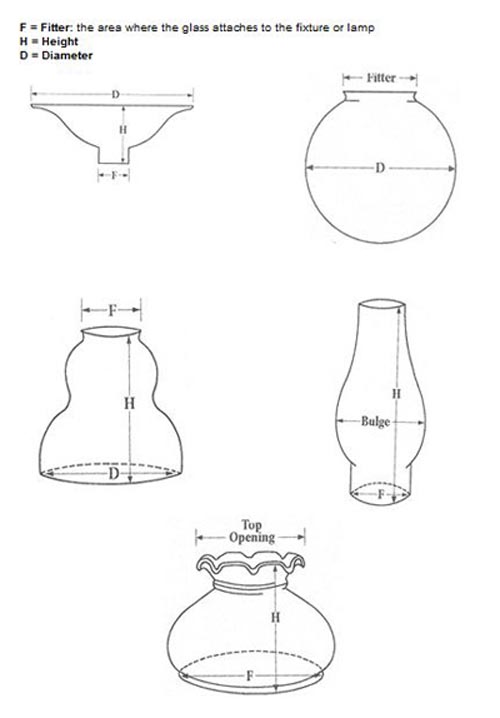 F = Fitter: the area where the glass attaches to the fixture or lamp
H = Height
D = Diameter
D
H
F
Fitter
D
F
H
D
H
Bulge
F
Top
Opening
H
F